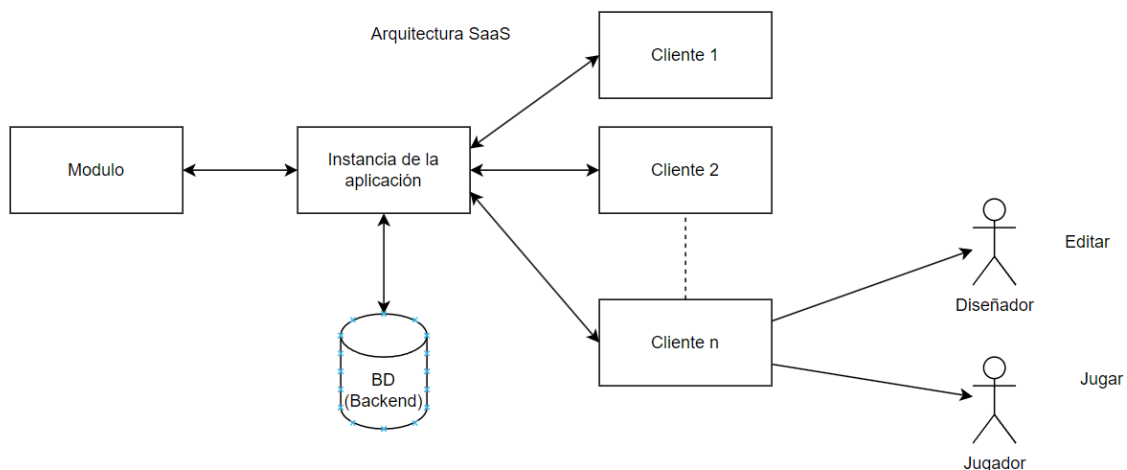 Arquitectura SaaS
Cliente 1
Modulo
Instancia de la
aplicación
Cliente 2
Editar
Diseñador
Cliente n
BD
(Backend)
Jugar
Jugador